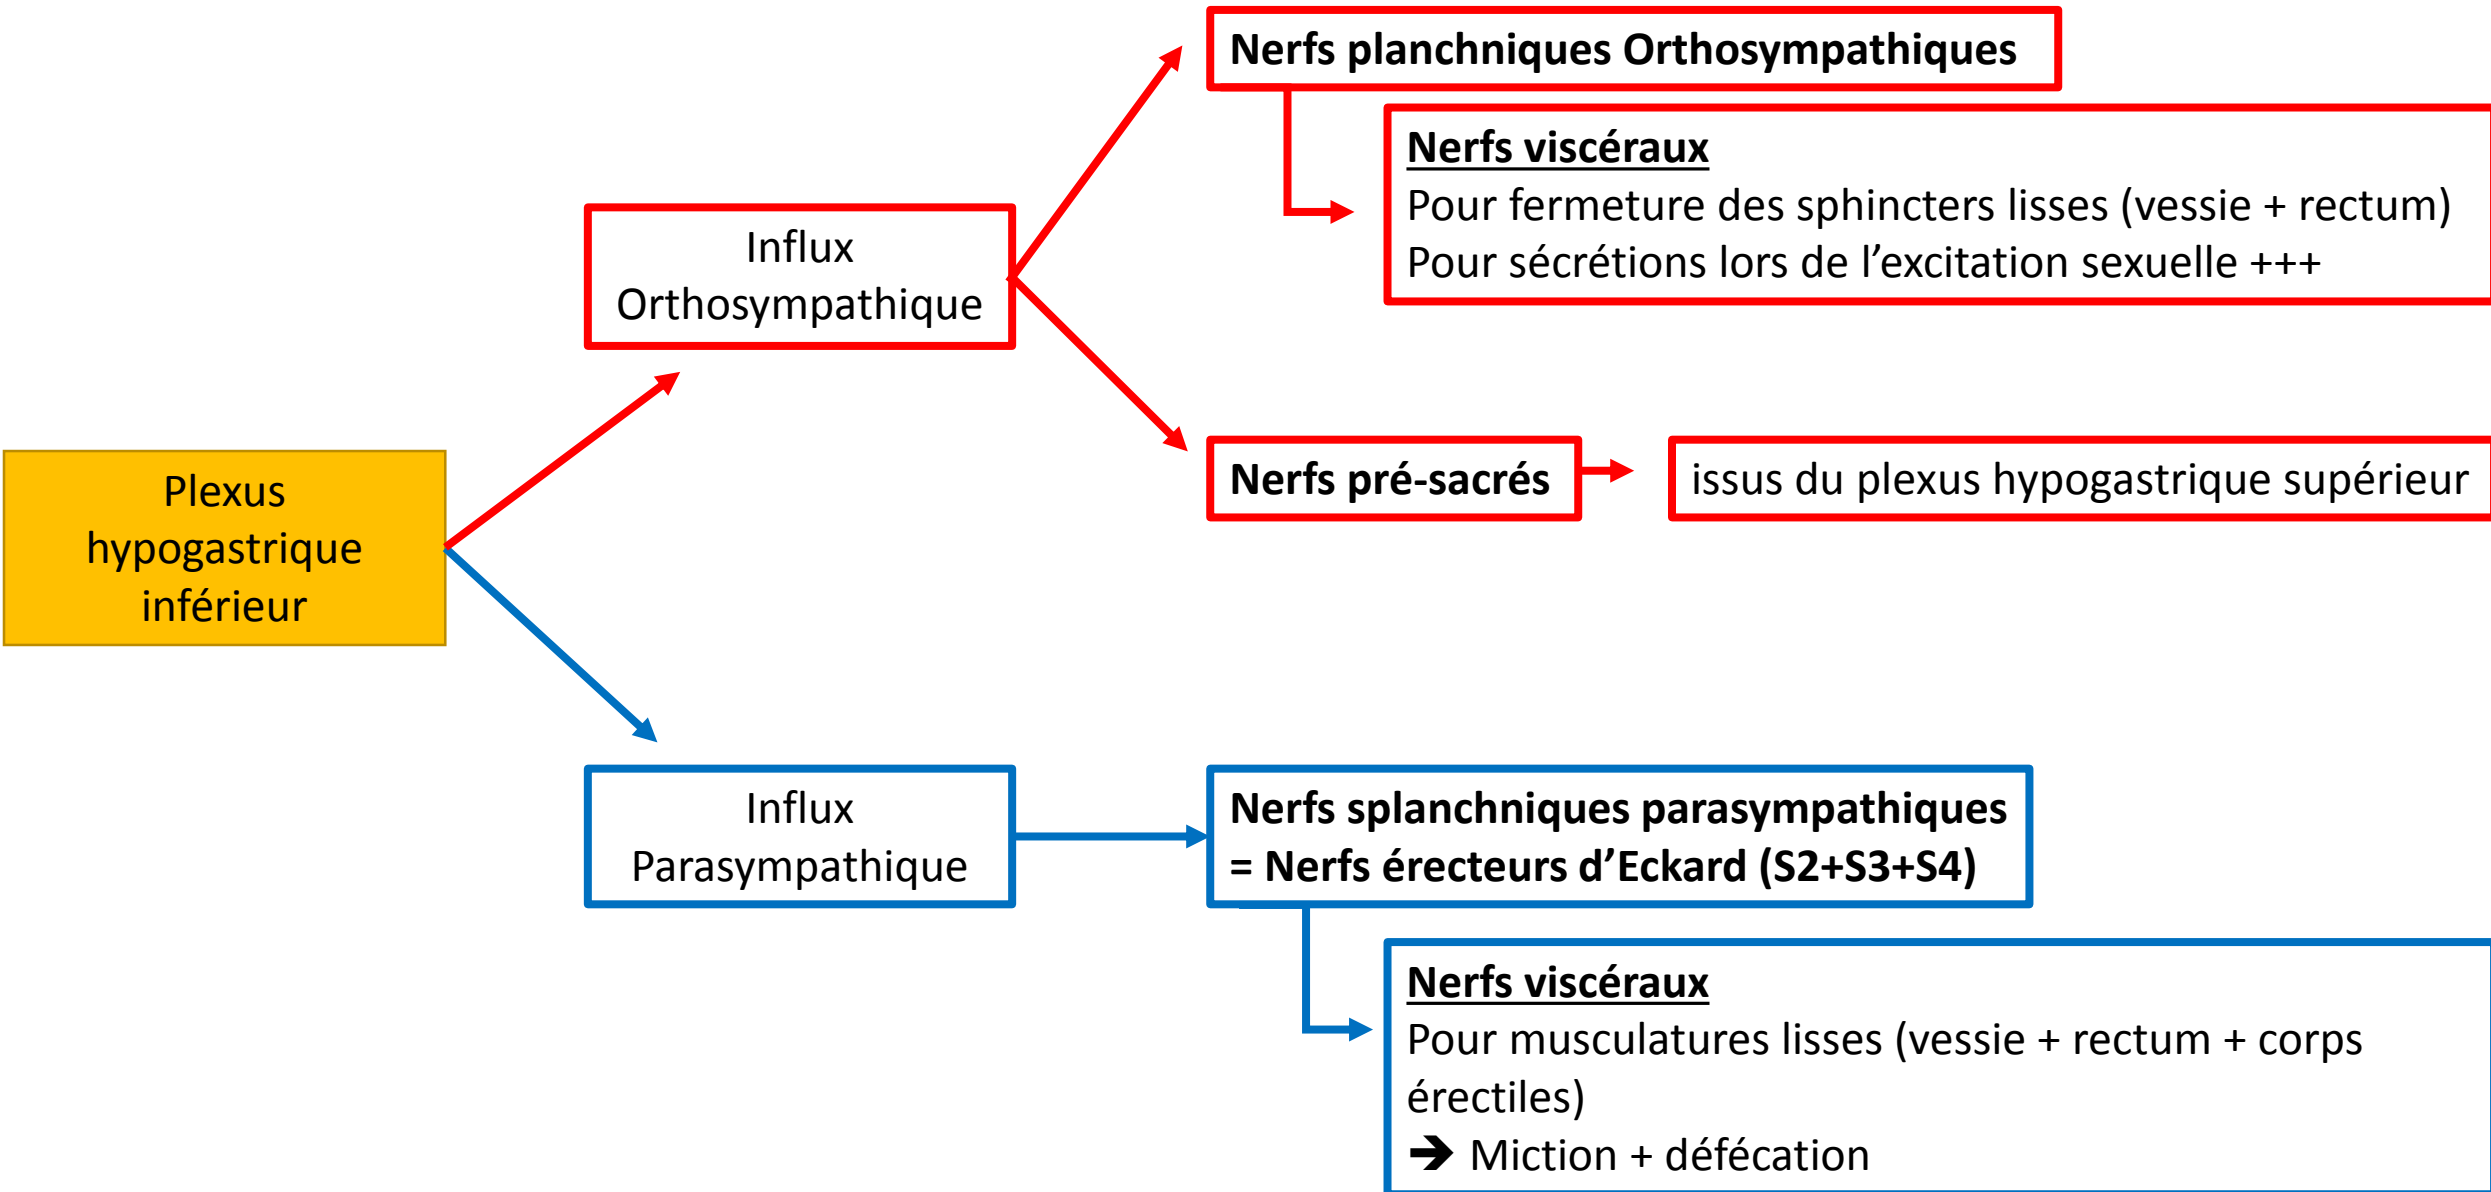 Nerfs planchniques Orthosympathiques
Nerfs viscéraux
Pour fermeture des sphincters lisses (vessie + rectum)
Pour sécrétions lors de l’excitation sexuelle +++
Influx
Orthosympathique
Nerfs pré-sacrés
issus du plexus hypogastrique supérieur
Plexus
hypogastrique
inférieur
Influx
Parasympathique
Nerfs splanchniques parasympathiques
= Nerfs érecteurs d’Eckard (S2+S3+S4)
Nerfs viscéraux
Pour musculatures lisses (vessie + rectum + corps
érectiles)
➔ Miction + défécation